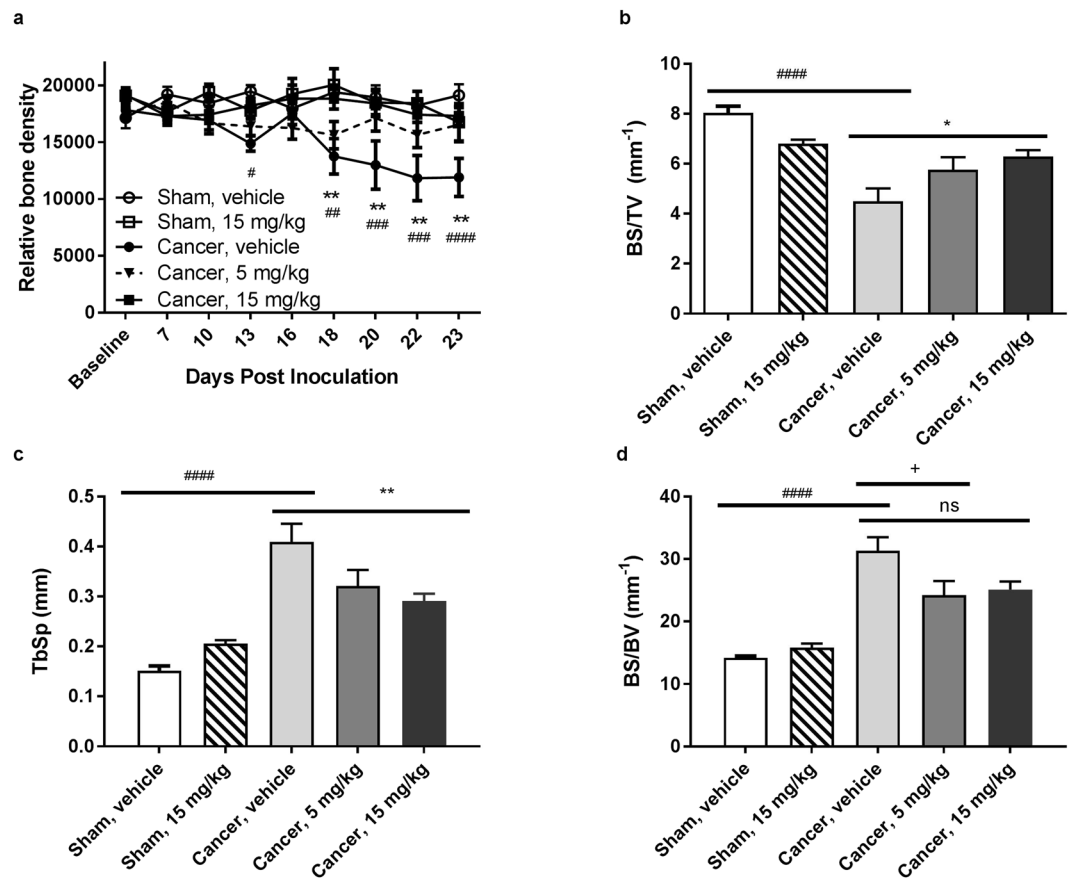 a
Relative bone density
20000
15000
10000
5000
0
Sham, vehicle
Sham, 15 mg/kg
Cancer, vehicle
Cancer, 5 mg/kg
Cancer, 15 mg/kg
#
** ** ** **
## ### ### ####
Baseline 7 10 13 16 18 20 22 23
Days Post Inoculation
b
BS/TV (mm-1)
10
8
6
4
2
0
####
*
Sham, vehicle
Sham, 15 mg/kg
Cancer, vehicle
Cancer, 5 mg/kg
Cancer, 15 mg/kg
c
TbSp (mm)
0.5
0.4
0.3
0.2
0.1
0.0
####
**
Sham, vehicle
Sham, 15 mg/kg
Cancer, vehicle
Cancer, 5 mg/kg
Cancer, 15 mg/kg
d
BS/BV (mm-1)
40
30
20
10
0
+
####
ns
Sham, vehicle
Sham, 15 mg/kg
Cancer, vehicle
Cancer, 5 mg/kg
Cancer, 15 mg/kg